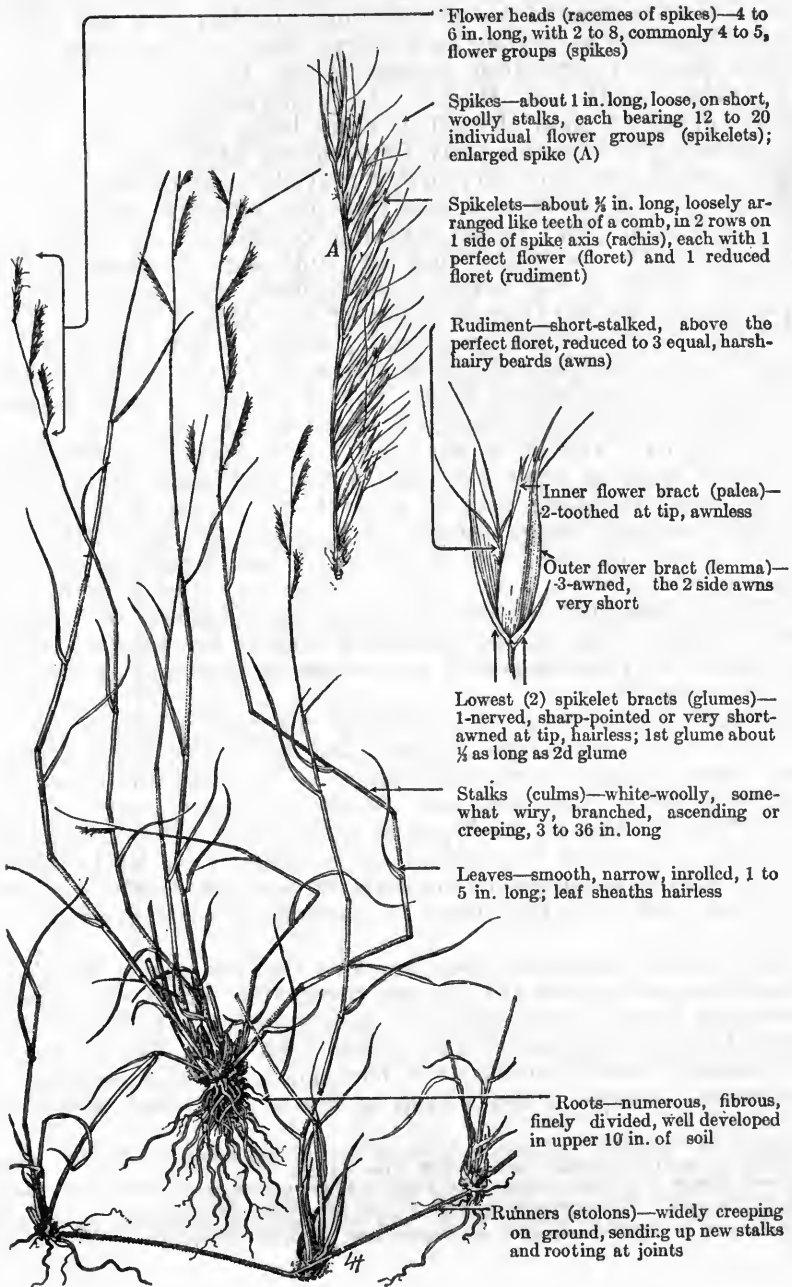 Flower heads (racemes of spikes)—4 to
6 in. long, with 2 to 8, commonly 4 to 5,
flower groups (spikes)
Spikes—about 1 in. long, loose, on short,
woolly stalks, each bearing 12 to 20
individual flower groups (spikelets);
enlarged spike (A)
A
Spikelets—about in. long, loosely ar-
ranged like teeth of a comb, in 2 rows on
1 side of spike axis (rachis), each with 1
perfect flower (floret) and 1 reduced
floret (rudiment)
Rudiment—short-stalked, above the
perfect floret, reduced to 3 equal, harsh-
hairy beards (awns)
Inner flower bract (palea)—
2-toothed at tip, awnless
Outer flower bract (lemma)—
3-awned, the 2 side awns
very short
Lowest (2) spikelet bracts (glumes)—
1-nerved, sharp-pointed or very short-
awned at tip, hairless; 1st glume about
as long as 2d glume
Stalks (culms)—white-woolly, some-
what wiry, branched, ascending or
creeping, 3 to 36 in. long
Leaves—smooth, narrow, inrolled, 1 to
5 in. long; leaf sheaths hairless
Roots—numerous, fibrous,
finely divided, well developed
in upper 10 in. of soil
Runners (stolons)—widely creeping
on ground, sending up new stalks
and rooting at joints
LH